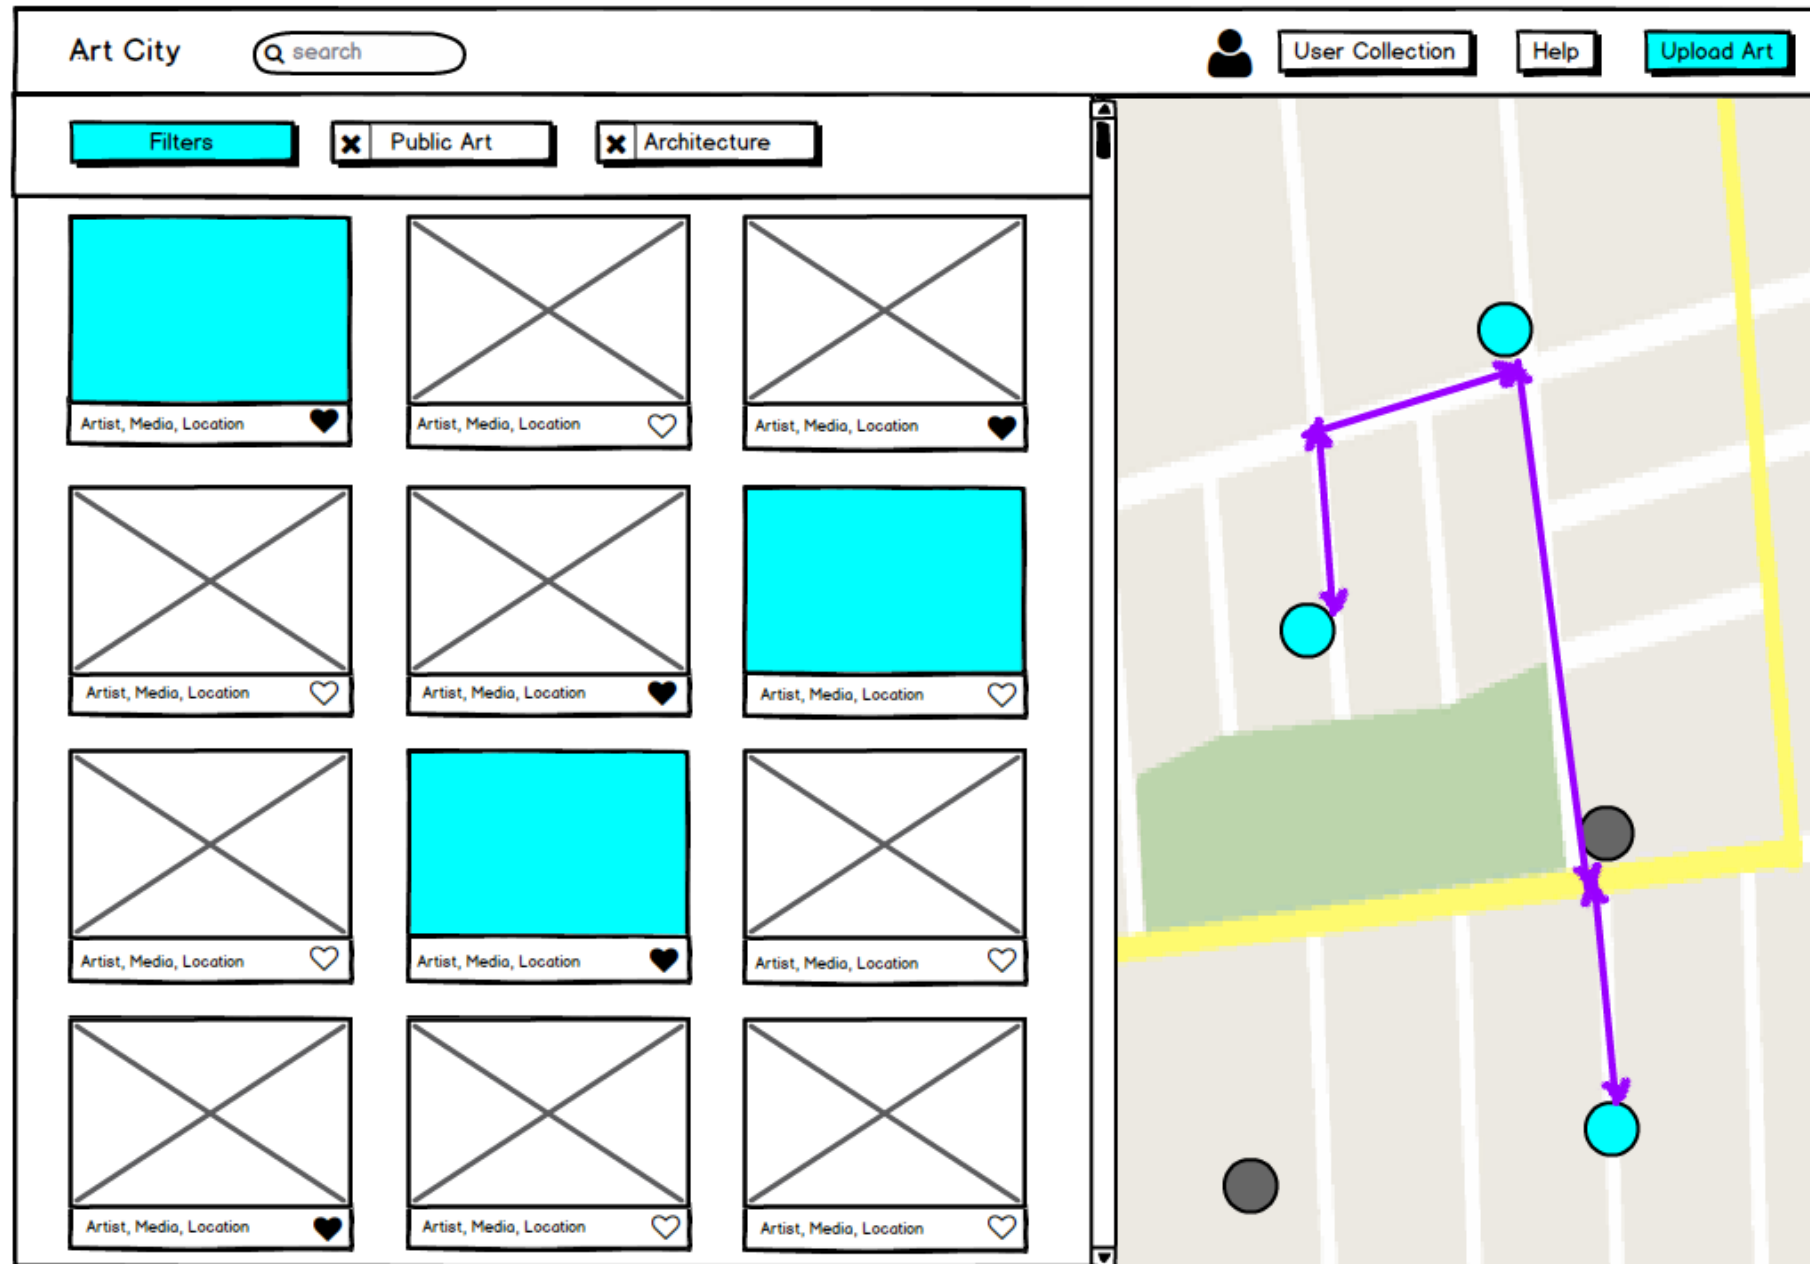 Art City
search
User Collection
Help
Upload Art
Filters
Public Art
Architecture
Artist, Media, Location
Artist, Media, Location
Artist, Media, Location
Artist, Media, Location
Artist, Media, Location
Artist, Media, Location
Artist, Media, Location
Artist, Media, Location
Artist, Media, Location
Artist, Media, Location
Artist, Media, Location
Artist, Media, Location